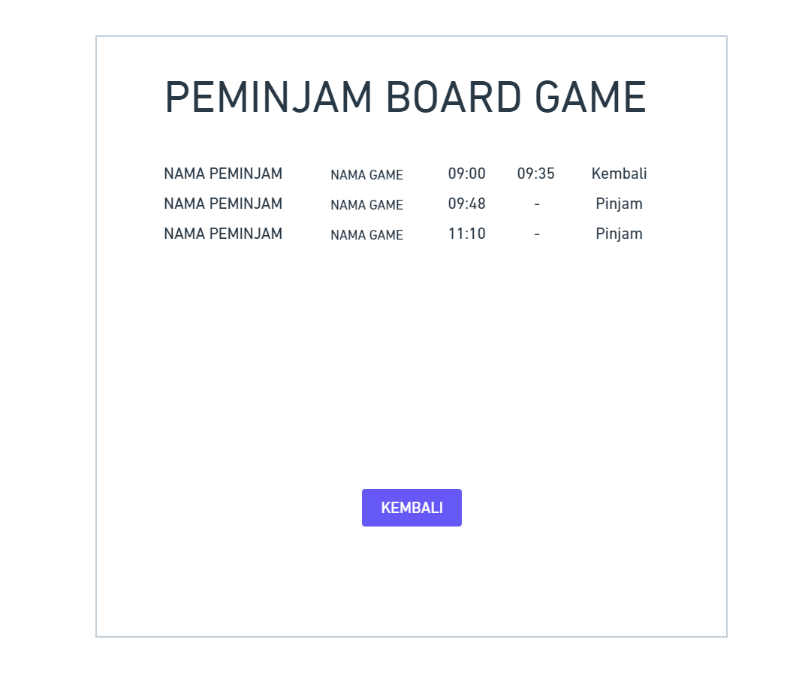 PEMINJAM BOARD GAME
NAMA PEMINJAM NAMA GAME 09:00 09:35 Kembali
NAMA PEMINJAM NAMA GAME 09:48 - Pinjam
NAMA PEMINJAM NAMA GAME 11:10 - Pinjam
KEMBALI